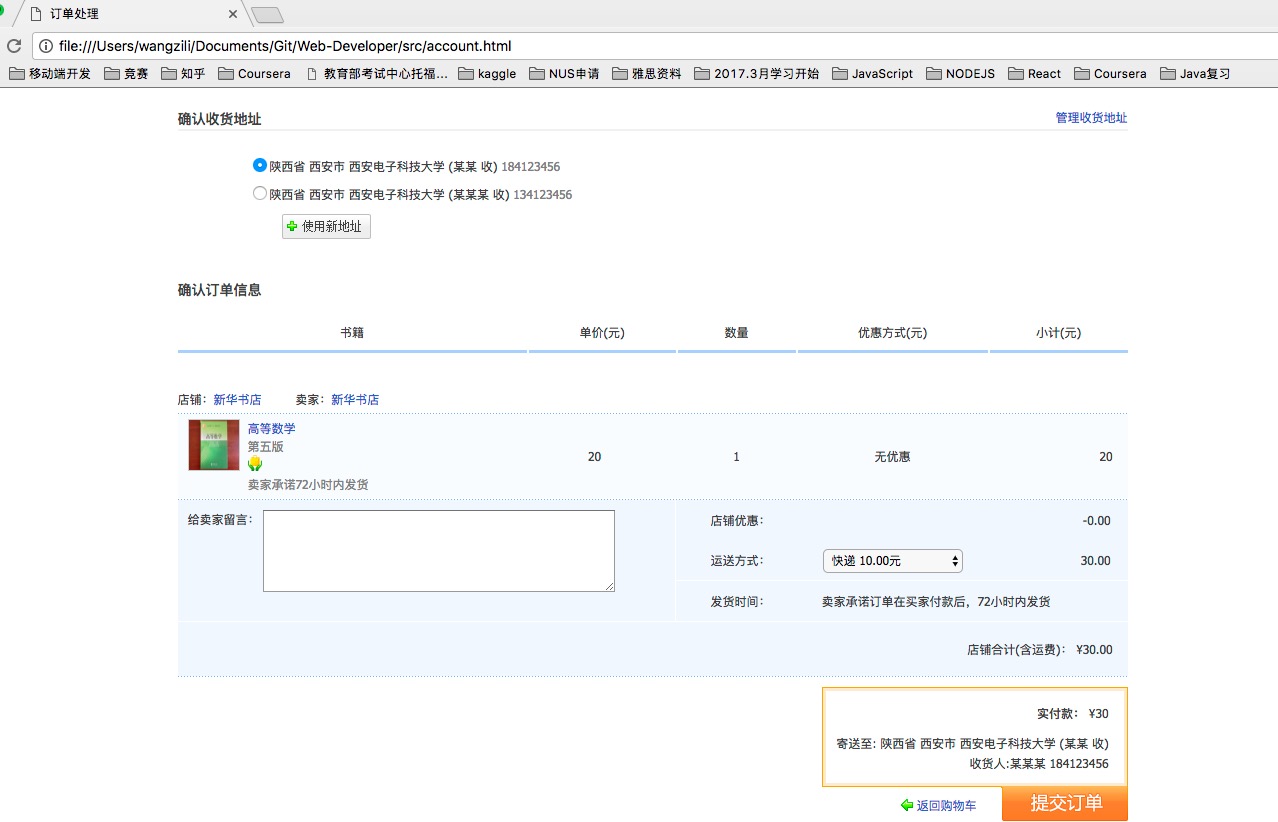 订单处理
file:///Users/wangzili/Documents/Git/Web-Developer/src/account.html
移动端开发 竞赛 知乎 Coursera 教育部考试中心托福... kaggle NUS申请 雅思资料 2017.3月学习开始 JavaScript NODEJS React Coursera Java复习
确认收货地址 管理收货地址
陕西省 西安市 西安电子科技大学 (某某 收) 184123456
陕西省 西安市 西安电子科技大学 (某某某 收) 134123456
使用新地址
确认订单信息
书籍 单价(元) 数量 优惠方式(元) 小计(元)
店铺：新华书店 卖家：新华书店
高等数学
第五版
20 1 无优惠 20
卖家承诺72小时内发货
给卖家留言： 店铺优惠： -0.00
运送方式： 快递 10.00元 30.00
发货时间： 卖家承诺订单在买家付款后，72小时内发货
店铺合计(含运费)： ¥30.00
实付款： ¥30
寄送至: 陕西省 西安市 西安电子科技大学 (某某 收)
收货人:某某某 184123456
返回购物车 提交订单